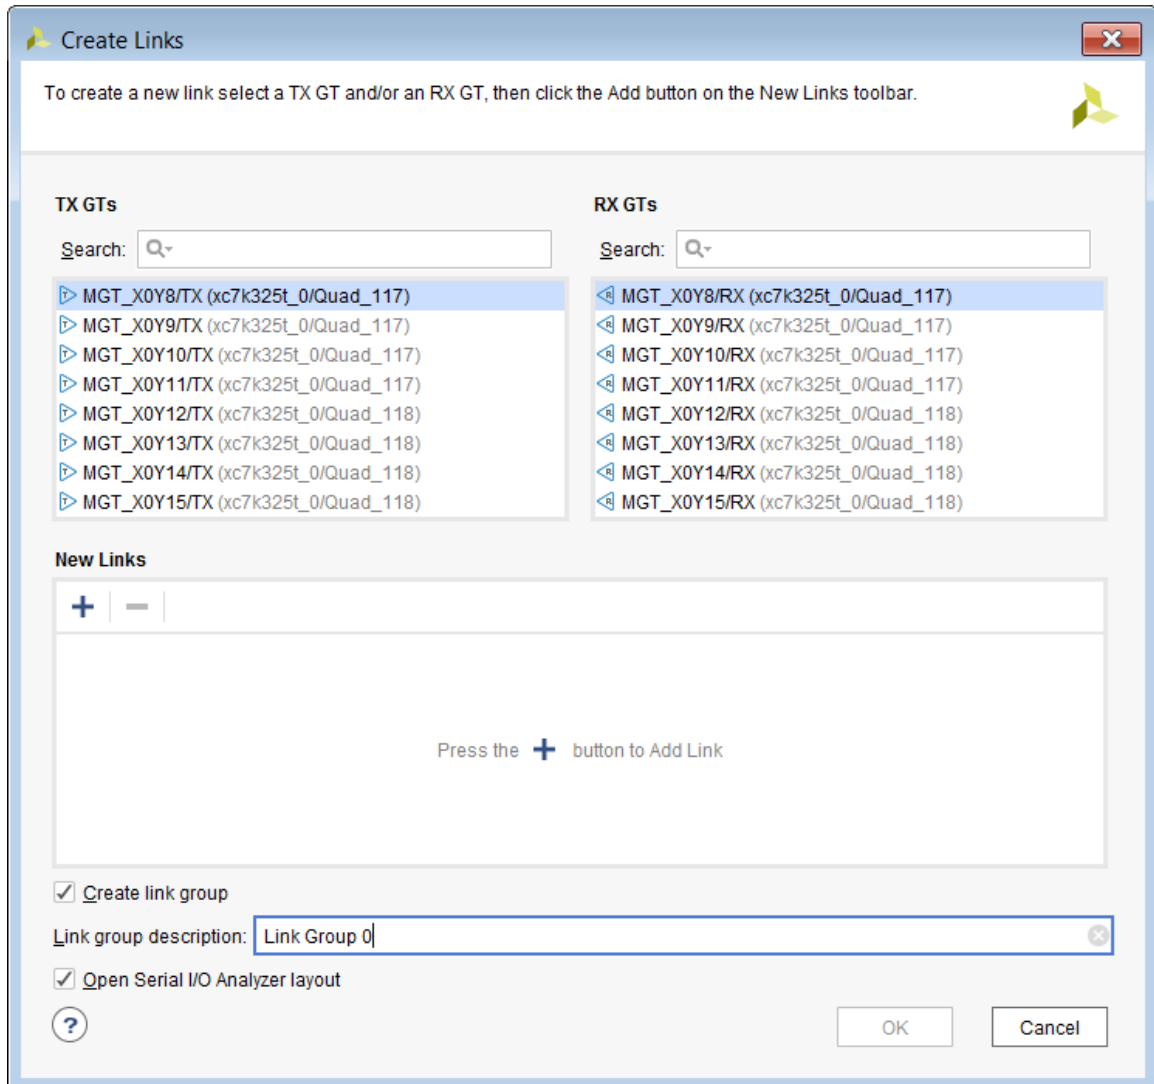 Create Links
To create a new link select a TX GT and/or an RX GT, then click the Add button on the New Links toolbar.
TX GTs
RX GTs
Search:
Search:
MGT_X0Y8/TX (xc7k325t_0/Quad_117)
MGT_X0Y9/TX (xc7k325t_0/Quad_117)
MGT_X0Y10/TX (xc7k325t_0/Quad_117)
MGT_X0Y11/TX (xc7k325t_0/Quad_117)
MGT_X0Y12/TX (xc7k325t_0/Quad_118)
MGT_X0Y13/TX (xc7k325t_0/Quad_118)
MGT_X0Y14/TX (xc7k325t_0/Quad_118)
MGT_X0Y15/TX (xc7k325t_0/Quad_118)
MGT_X0Y8/RX (xc7k325t_0/Quad_117)
MGT_X0Y9/RX (xc7k325t_0/Quad_117)
MGT_X0Y10/RX (xc7k325t_0/Quad_117)
MGT_X0Y11/RX (xc7k325t_0/Quad_117)
MGT_X0Y12/RX (xc7k325t_0/Quad_118)
MGT_X0Y13/RX (xc7k325t_0/Quad_118)
MGT_X0Y14/RX (xc7k325t_0/Quad_118)
MGT_X0Y15/RX (xc7k325t_0/Quad_118)
New Links
Press the + button to Add Link
Create link group
Link group description: Link Group 0
Open Serial I/O Analyzer layout
?
OK
Cancel